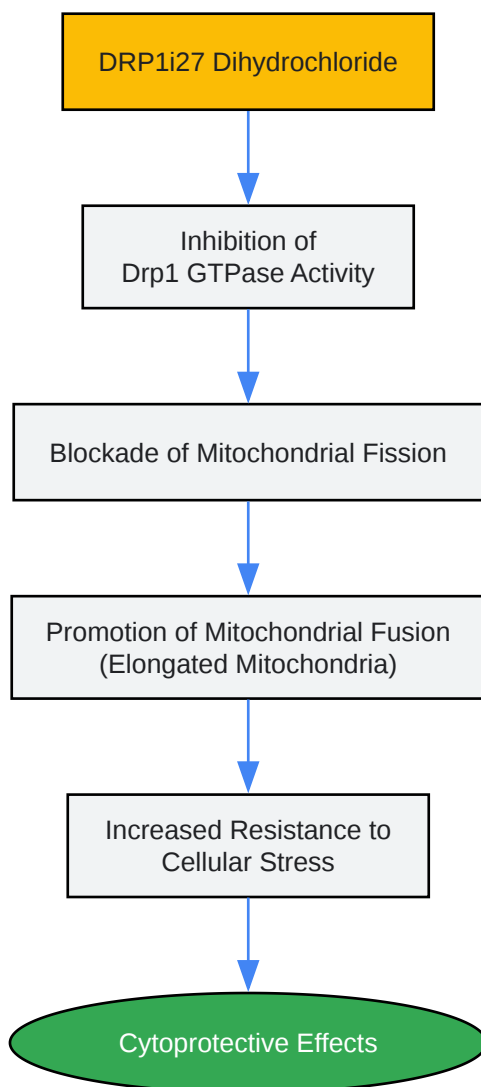 DRP1i27 Dihydrochloride
Inhibition of
Drp1 GTPase Activity
Blockade of Mitochondrial Fission
Promotion of Mitochondrial Fusion
(Elongated Mitochondria)
Increased Resistance to
Cellular Stress
Cytoprotective Effects